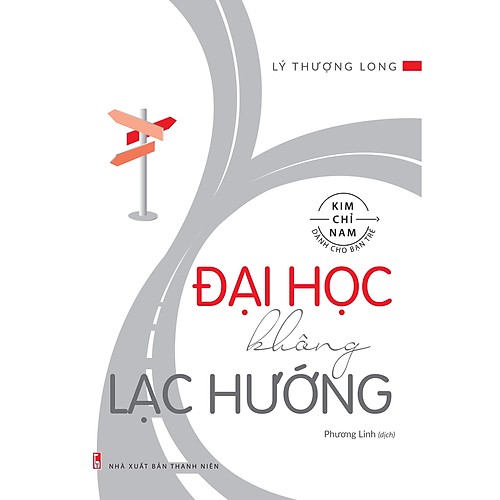 LÝ THƯỢNG LONG
KIM
CHỈ
NAM
DÀNH CHO BẠN TRẺ
ĐẠI HỌC
không
LẠC HƯỚNG
Phương Linh (dịch)
NHÀ XUẤT BẢN THANH NIÊN